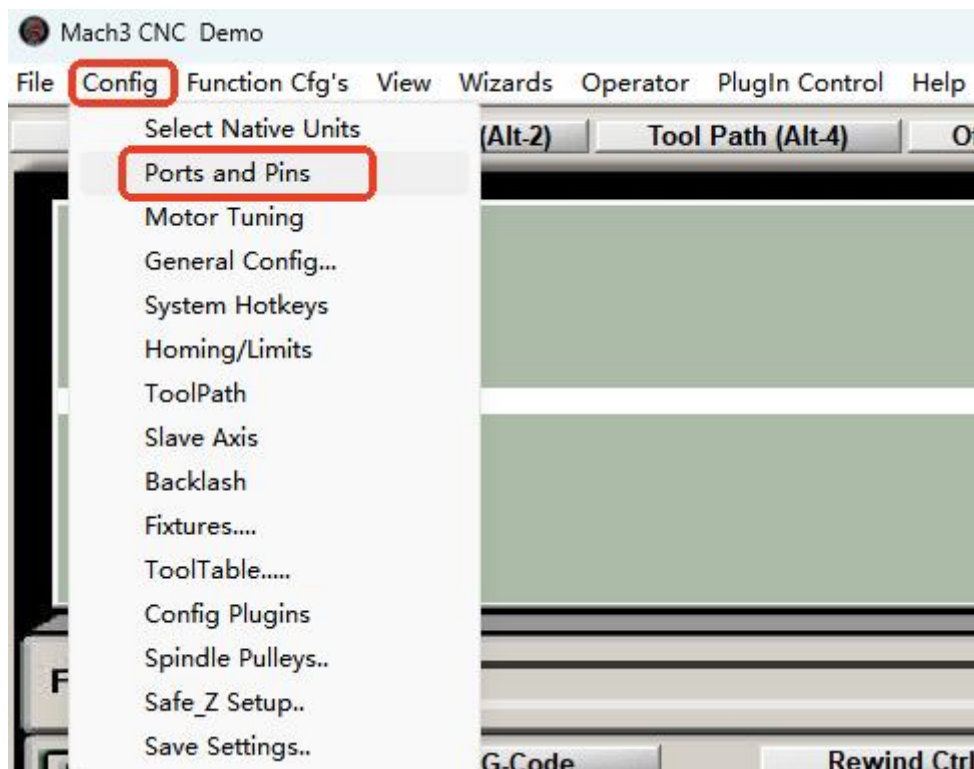 Mach3 CNC Demo
File Config Function Cfg's View Wizards Operator PlugIn Control Help
(Alt-2) Tool Path (Alt-4)
Select Native Units
Ports and Pins
Motor Tuning
General Config...
System Hotkeys
Homing/Limits
ToolPath
Slave Axis
Backlash
Fixtures....
ToolTable.....
Config Plugins
Spindle Pulleys..
Safe_Z Setup..
Save Settings..
G-Code Rewind Ctrl